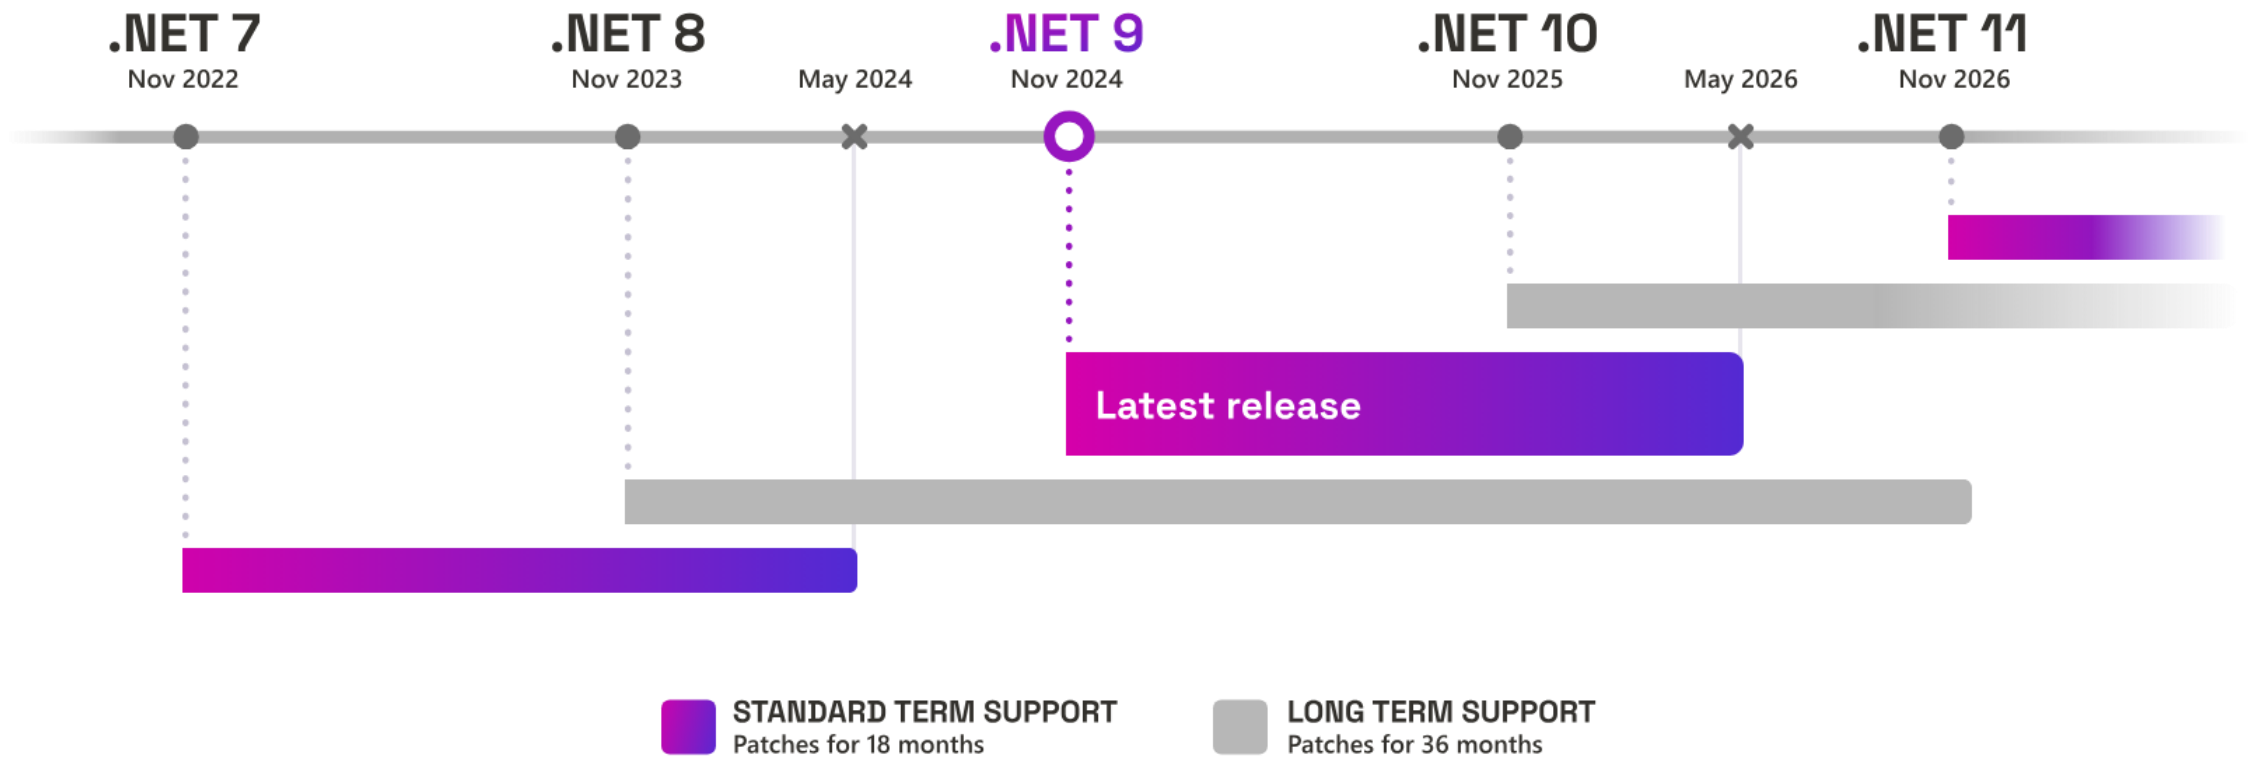 .NET 7
Nov 2022
.NET 8
Nov 2023
May 2024
.NET 9
Nov 2024
.NET 10
Nov 2025
May 2026
.NET 11
Nov 2026
Latest release
STANDARD TERM SUPPORT
Patches for 18 months
LONG TERM SUPPORT
Patches for 36 months